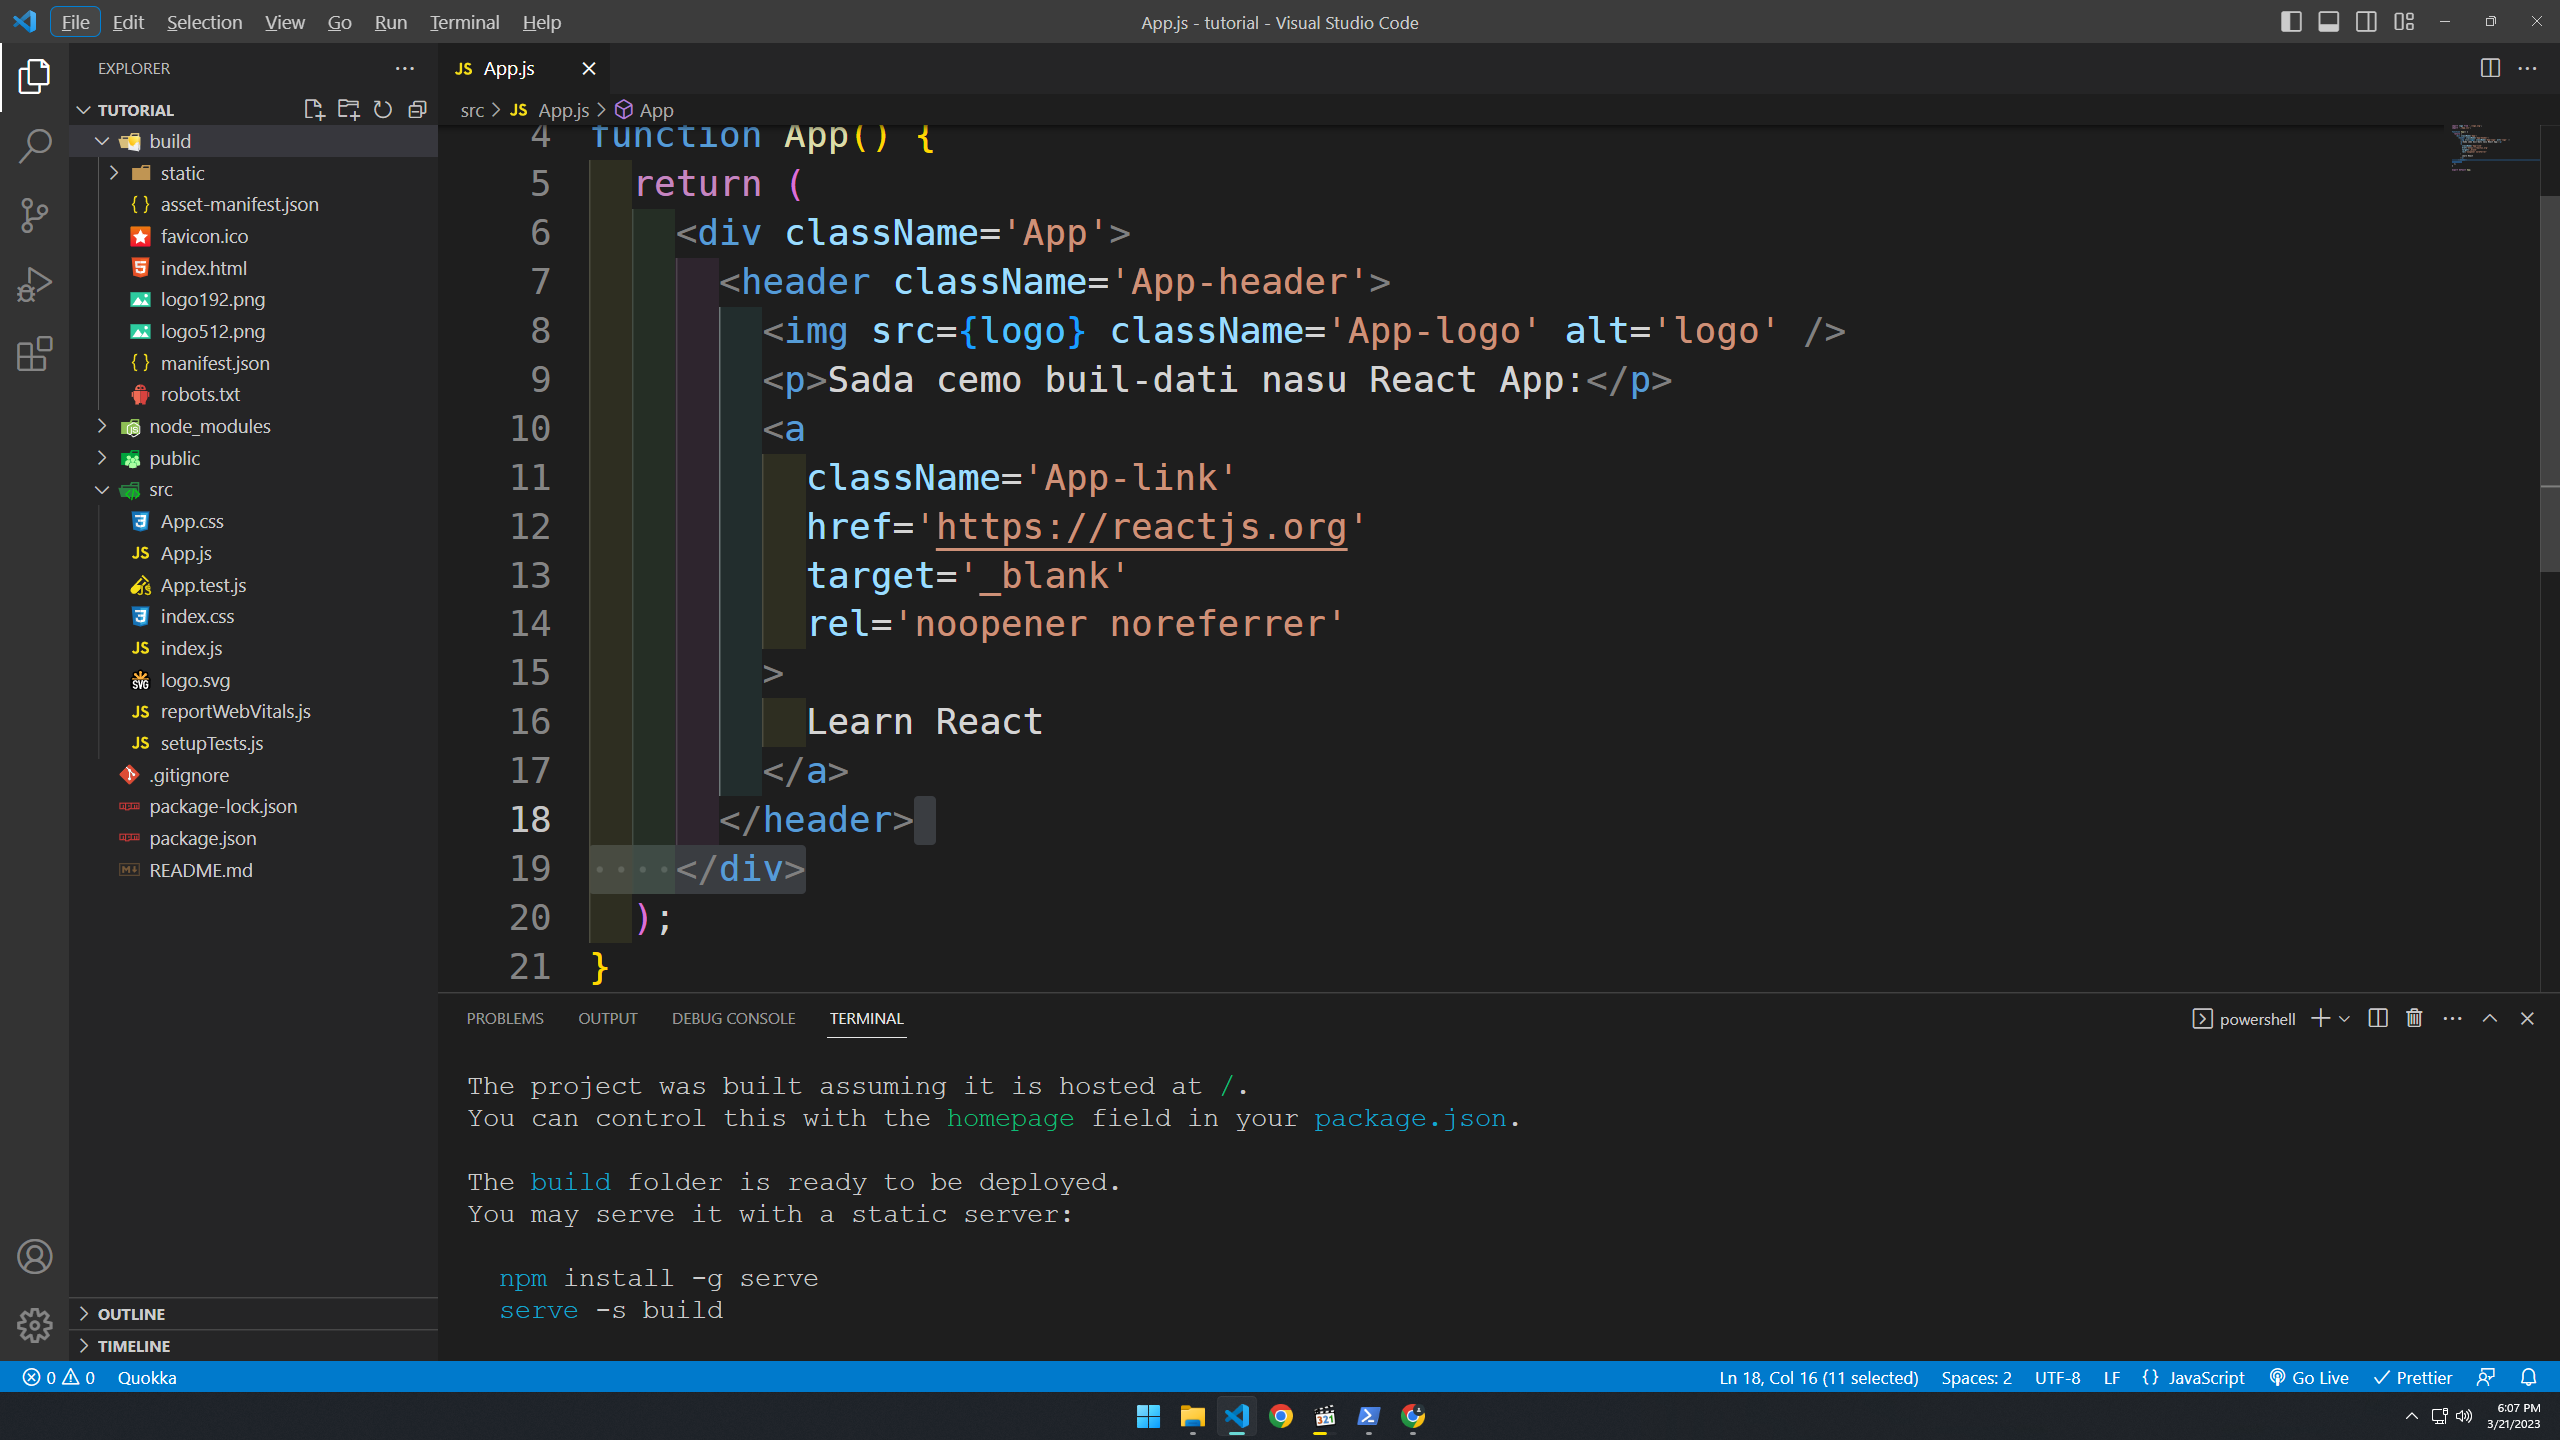 File Edit Selection View Go Run Terminal Help
App.js - tutorial - Visual Studio Code
EXPLORER
TUTORIAL
build
static
asset-manifest.json
favicon.ico
index.html
logo192.png
logo512.png
manifest.json
robots.txt
node_modules
public
src
App.css
App.js
App.test.js
index.css
index.js
logo.svg
reportWebVitals.js
setupTests.js
.gitignore
package-lock.json
package.json
README.md
OUTLINE
TIMELINE
JS App.js
src > JS App.js > App
4 function App() {
5 return (
6 <div className='App'>
7 <header className='App-header'>
8 <img src={logo} className='App-logo' alt='logo' />
9 <p>Sada cemo buil-dati nasu React App:</p>
10 <a
11 className='App-link'
12 href='https://reactjs.org'
13 target='_blank'
14 rel='noopener noreferrer'
15 >
16 Learn React
17 </a>
18 </header>
19 </div>
20 );
21 }
PROBLEMS OUTPUT DEBUG CONSOLE TERMINAL
powershell
The project was built assuming it is hosted at /.
You can control this with the homepage field in your package.json.
The build folder is ready to be deployed.
You may serve it with a static server:
npm install -g serve
serve -s build
0 0 Quokka
Ln 18, Col 16 (11 selected) Spaces: 2 UTF-8 LF {} JavaScript Go Live Prettier
6:07 PM
3/21/2023